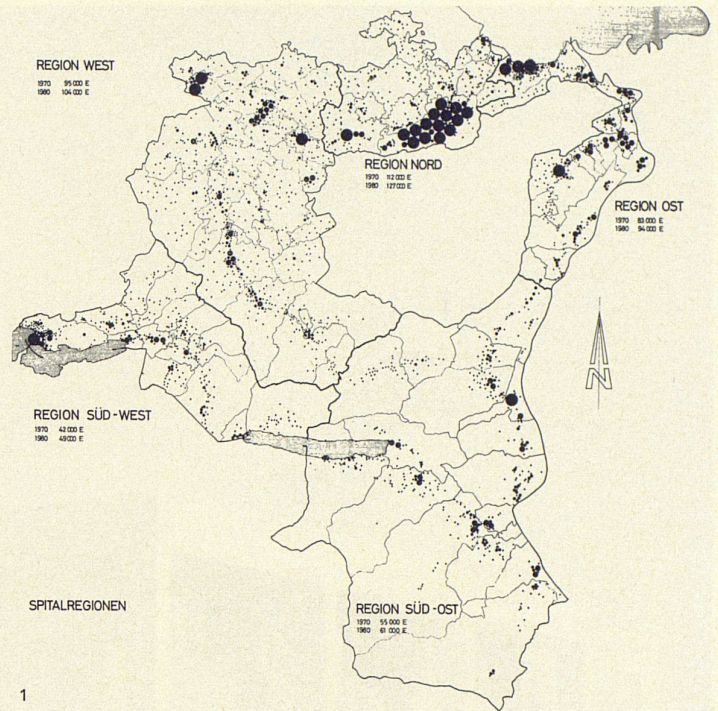 REGION WEST
1970 95 000 E
1980 104 000 E
REGION NORD
1970 112 000 E
1980 127 000 E
REGION OST
1970 83 000 E
1980 94 000 E
N
REGION SÜD-WEST
1970 42 000 E
1980 49 000 E
SPITALREGIONEN
REGION SÜD-OST
1970 55 000 E
1980 61 000 E
1